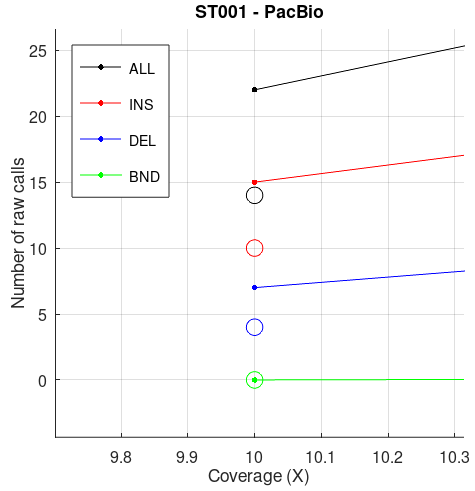 ST001 - PacBio
25
20
15
10
5
0
Number of raw calls
ALL
INS
DEL
BND
9.8 9.9 10 10.1 10.2 10.3
Coverage (X)